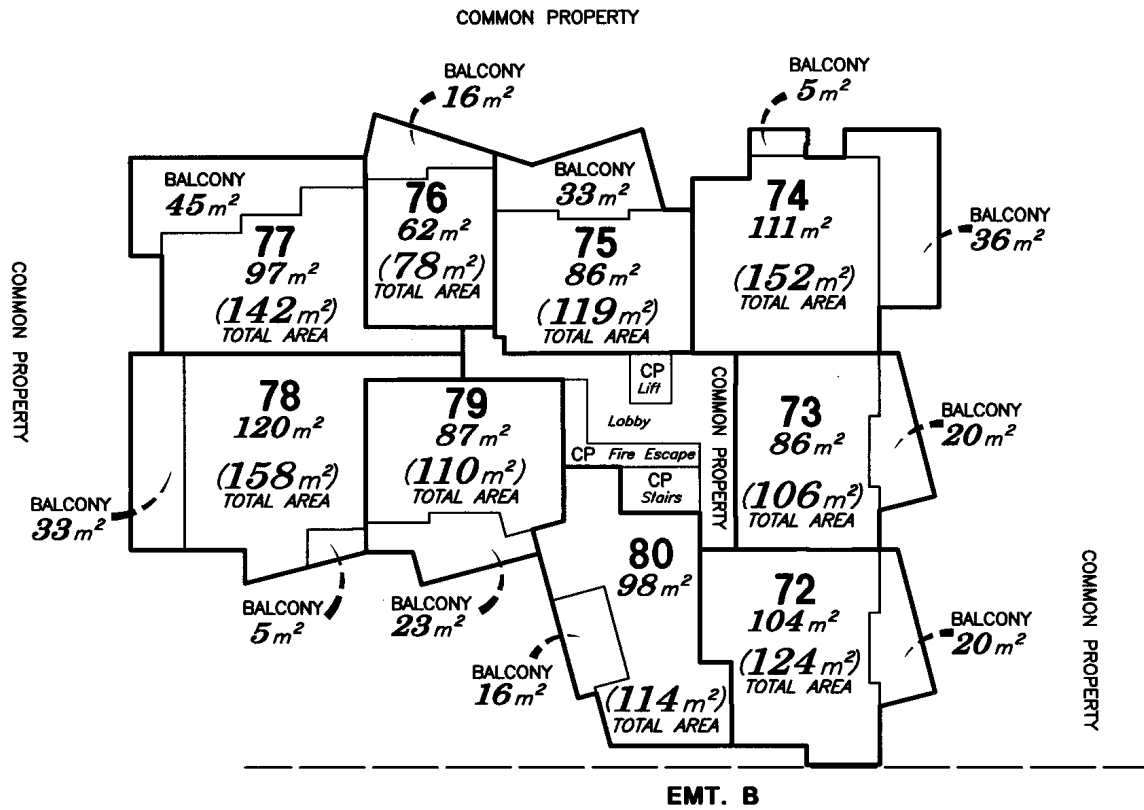 COMMON PROPERTY
BALCONY
16 m²
BALCONY
5 m²
BALCONY
45 m²
76
62 m²
(78 m²)
TOTAL AREA
BALCONY
33 m²
74
111 m²
(152 m²)
TOTAL AREA
BALCONY
36 m²
77
97 m²
(142 m²)
TOTAL AREA
75
86 m²
(119 m²)
TOTAL AREA
COMMON PROPERTY
78
120 m²
(158 m²)
TOTAL AREA
79
87 m²
(110 m²)
TOTAL AREA
CP
Lift
Lobby
CP Fire Escape
CP
Stairs
COMMON PROPERTY
73
86 m²
(106 m²)
TOTAL AREA
BALCONY
20 m²
BALCONY
33 m²
BALCONY
5 m²
BALCONY
23 m²
80
98 m²
(114 m²)
TOTAL AREA
BALCONY
16 m²
72
104 m²
(124 m²)
TOTAL AREA
BALCONY
20 m²
COMMON PROPERTY
EMT. B